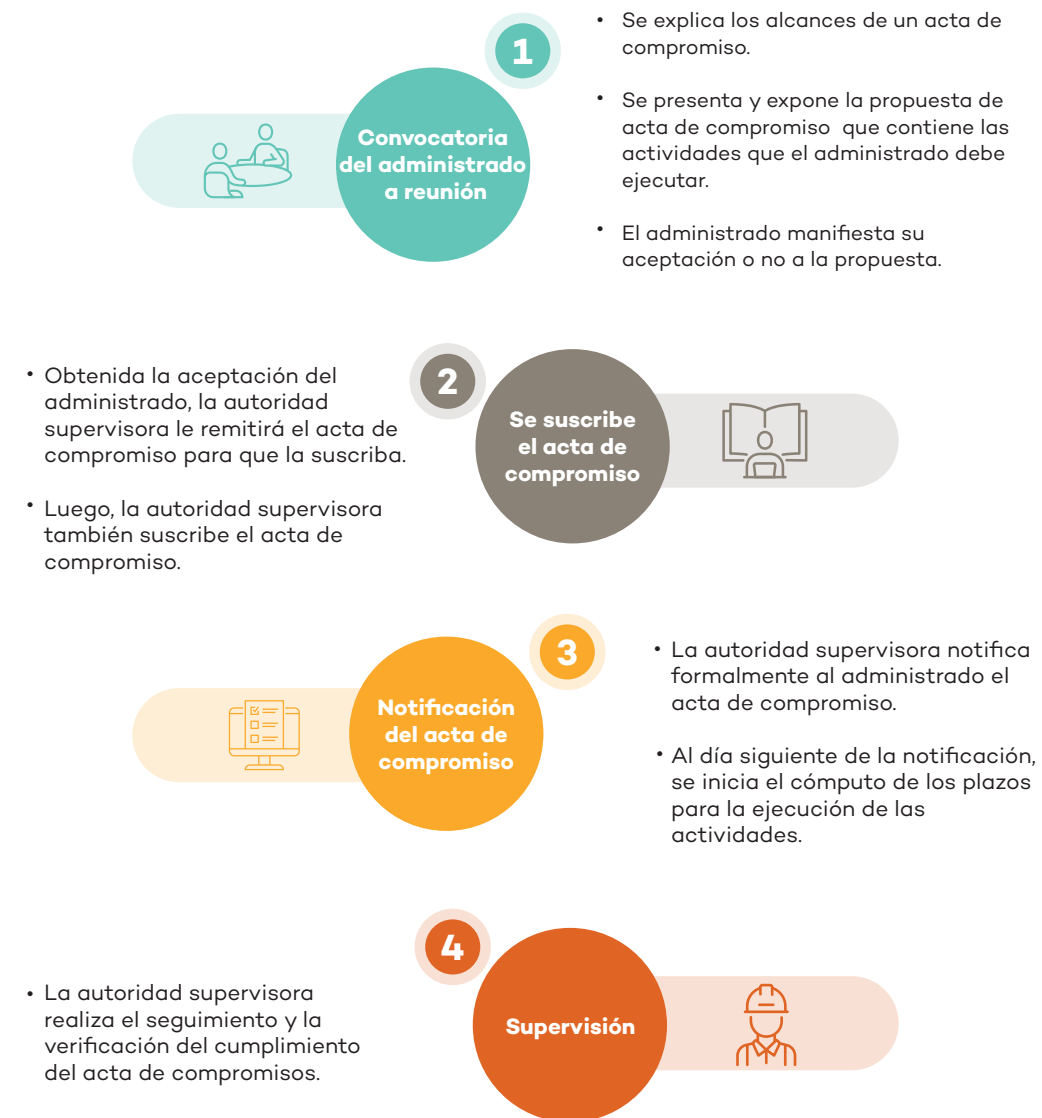 1
Convocatoria
del administrado
a reunión
• Se explica los alcances de un acta de
compromiso.
• Se presenta y expone la propuesta de
acta de compromiso que contiene las
actividades que el administrado debe
ejecutar.
• El administrado manifiesta su
aceptación o no a la propuesta.
2
Se suscribe
el acta de
compromiso
• Obtenida la aceptación del
administrado, la autoridad
supervisora le remitirá el acta de
compromiso para que la suscriba.
• Luego, la autoridad supervisora
también suscribe el acta de
compromiso.
3
Notificación
del acta de
compromiso
• La autoridad supervisora notifica
formalmente al administrado el
acta de compromiso.
• Al día siguiente de la notificación,
se inicia el cómputo de los plazos
para la ejecución de las
actividades.
4
Supervisión
• La autoridad supervisora
realiza el seguimiento y la
verificación del cumplimiento
del acta de compromisos.